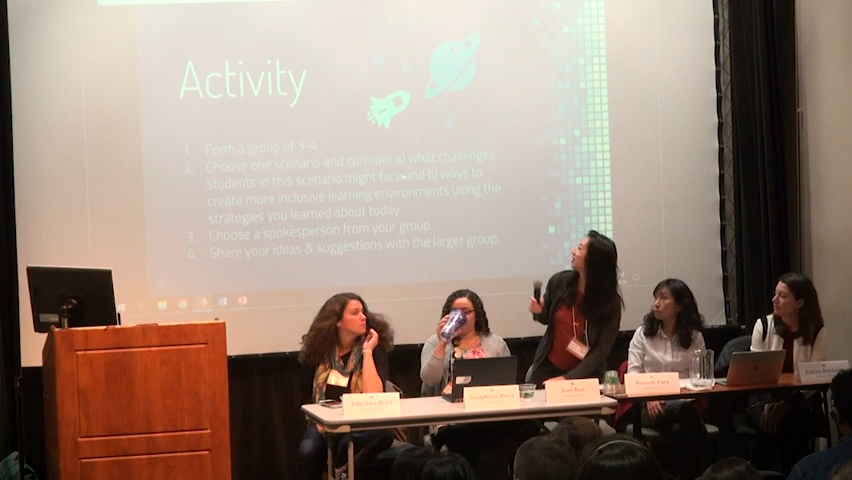 Activity
1. Form a group of 3-4
2. Choose one scenario and consider a) what challenges
students in this scenario might face and b) ways to
create more inclusive learning environments using the
strategies you learned about today.
3. Choose a spokesperson from your group.
4. Share your ideas & suggestions with the larger group.
Hannah Park